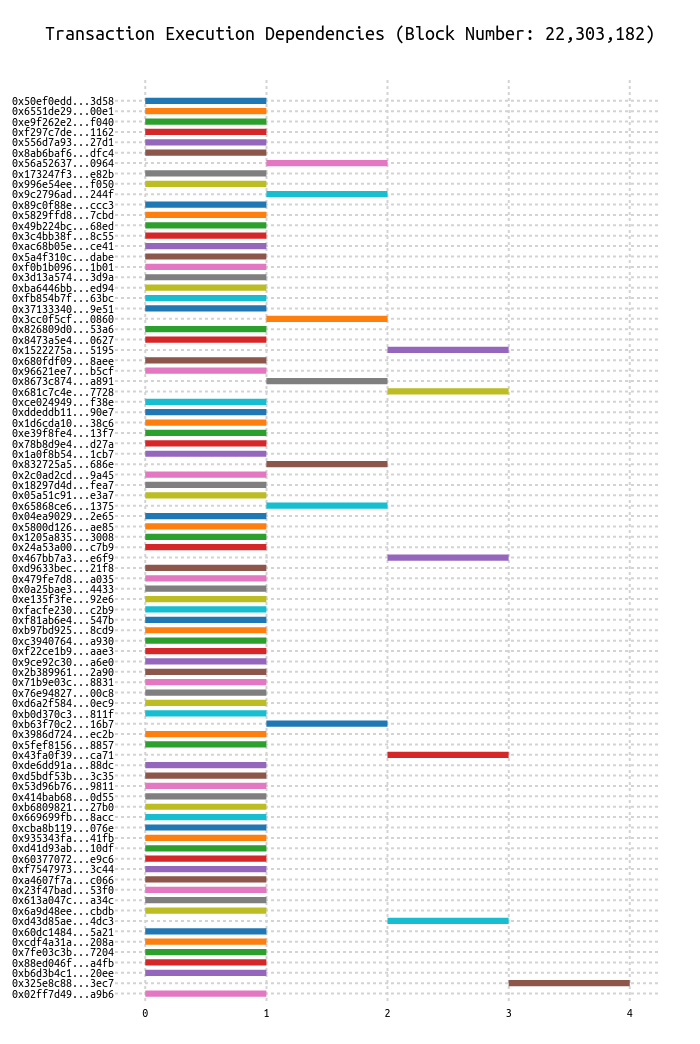 Transaction Execution Dependencies (Block Number: 22,303,182)
0x50ef0edd...3d58
0x6551de29...00e1
0xe9f262e2...f040
0xf297c7de...1162
0x556d7a93...27d1
0x8ab6baf6...dfc4
0x56a52637...0964
0x173247f3...e82b
0x996e54ee...f050
0x9c2796ad...244f
0x89c0f88e...ccc3
0x5829ffd8...7cbd
0x49b224bc...68ed
0x3c4bb38f...8c55
0xac68b05e...ce41
0x5a4f310c...dabe
0xf0b1b096...1b01
0x3d13a574...3d9a
0xba6446bb...ed94
0xfb854b7f...63bc
0x37133340...9e51
0x3cc0f5cf...0860
0x826809d0...53a6
0x8473a5e4...0627
0x1522275a...5195
0x680fdf09...8aee
0x96621ee7...b5cf
0x8673c874...a891
0x681c7c4e...7728
0xce024949...f38e
0xddeddb11...90e7
0x1d6cda10...38c6
0xe39f8fe4...13f7
0x78b8d9e4...d27a
0x1a0f8b54...1cb7
0x832725a5...686e
0x2c0ad2cd...9a45
0x18297d4d...fea7
0x05a51c91...e3a7
0x65868ce6...1375
0x04ea9029...2e65
0x5800d126...ae85
0x1205a835...3008
0x24a53a00...c7b9
0x467bb7a3...e6f9
0xd9633bec...21f8
0x479fe7d8...a035
0x0a25bae3...4433
0xe135f3fe...92e6
0xfacfe230...c2b9
0xf81ab6e4...547b
0xb97bd925...8cd9
0xc3940764...a930
0xf22ce1b9...aae3
0x9ce92c30...a6e0
0x2b389961...2a90
0x71b9e03c...8831
0x76e94827...00c8
0xd6a2f584...0ec9
0xb0d370c3...811f
0xb63f70c2...16b7
0x3986d724...ec2b
0x5fef8156...8857
0x43fa0f39...ca71
0xde6dd91a...88dc
0xd5bdf53b...3c35
0x53d96b76...9811
0x414bab68...0d55
0xb6809821...27b0
0x669699fb...8acc
0xcba8b119...076e
0x935343fa...41fb
0xd41d93ab...10df
0x60377072...e9c6
0xf7547973...3c44
0xa4607f7a...c066
0x23f47bad...53f0
0x613a047c...a34c
0x6a9d48ee...cbdb
0xd43d85ae...4dc3
0x60dc1484...5a21
0xcdf4a31a...208a
0x7fe03c3b...7204
0x88ed046f...a4fb
0xb6d3b4c1...20ee
0x325e8c88...3ec7
0x02ff7d49...a9b6
0 1 2 3 4